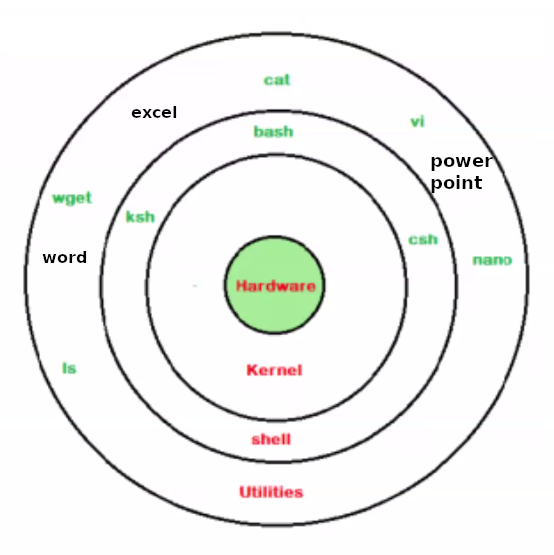 cat
excel
vi
bash
power
point
wget
ksh
csh
word
nano
Hardware
ls
Kernel
shell
Utilities